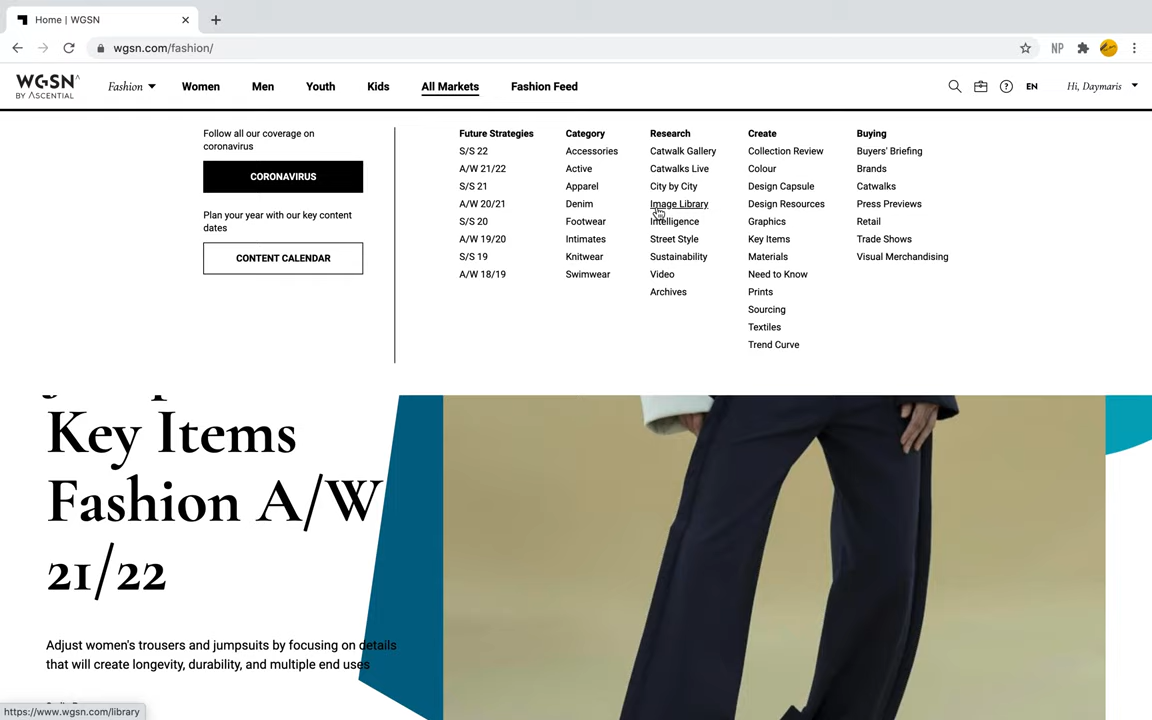 Home | WGSN
wgsn.com/fashion/
NP
WGSN
BY ASCENTIAL
Fashion
Women
Men
Youth
Kids
All Markets
Fashion Feed
EN
Hi, Daymaris
Follow all our coverage on
coronavirus
CORONAVIRUS
Plan your year with our key content
dates
CONTENT CALENDAR
Future Strategies
S/S 22
A/W 21/22
S/S 21
A/W 20/21
S/S 20
A/W 19/20
S/S 19
A/W 18/19
Category
Accessories
Active
Apparel
Denim
Footwear
Intimates
Knitwear
Swimwear
Research
Catwalk Gallery
Catwalks Live
City by City
Image Library
Intelligence
Street Style
Sustainability
Video
Archives
Create
Collection Review
Colour
Design Capsule
Design Resources
Graphics
Key Items
Materials
Need to Know
Prints
Sourcing
Textiles
Trend Curve
Buying
Buyers' Briefing
Brands
Catwalks
Press Previews
Retail
Trade Shows
Visual Merchandising
Key Items
Fashion A/W
21/22
Adjust women's trousers and jumpsuits by focusing on details
that will create longevity, durability, and multiple end uses
https://www.wgsn.com/library